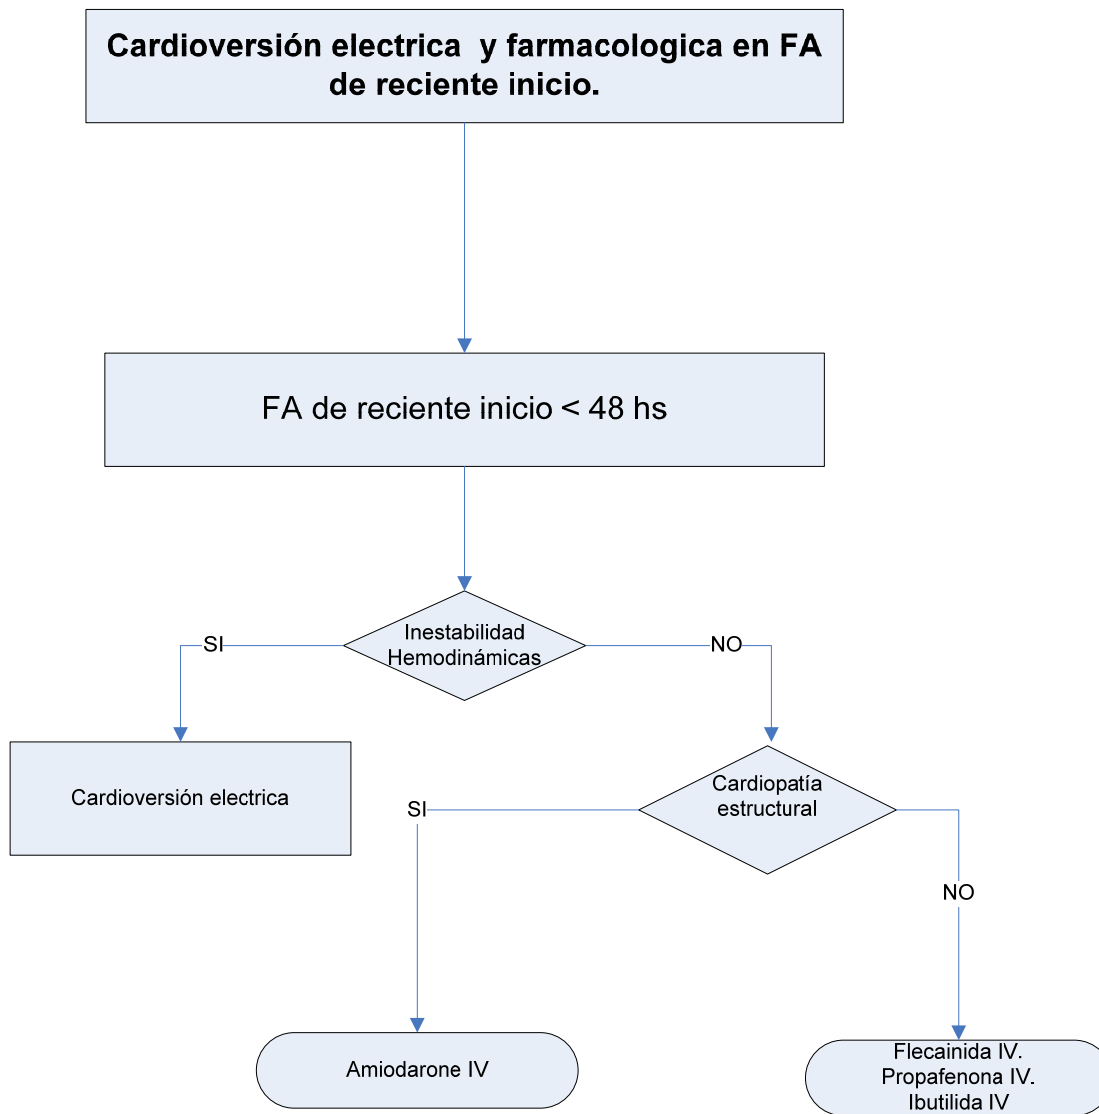 Cardioversión electrica y farmacologica en FA
de reciente inicio.
FA de reciente inicio < 48 hs
Inestabilidad
Hemodinámicas
SI
NO
Cardioversión electrica
Cardiopatía
estructural
SI
NO
Amiodarone IV
Flecainida IV.
Propafenona IV.
Ibutilida IV